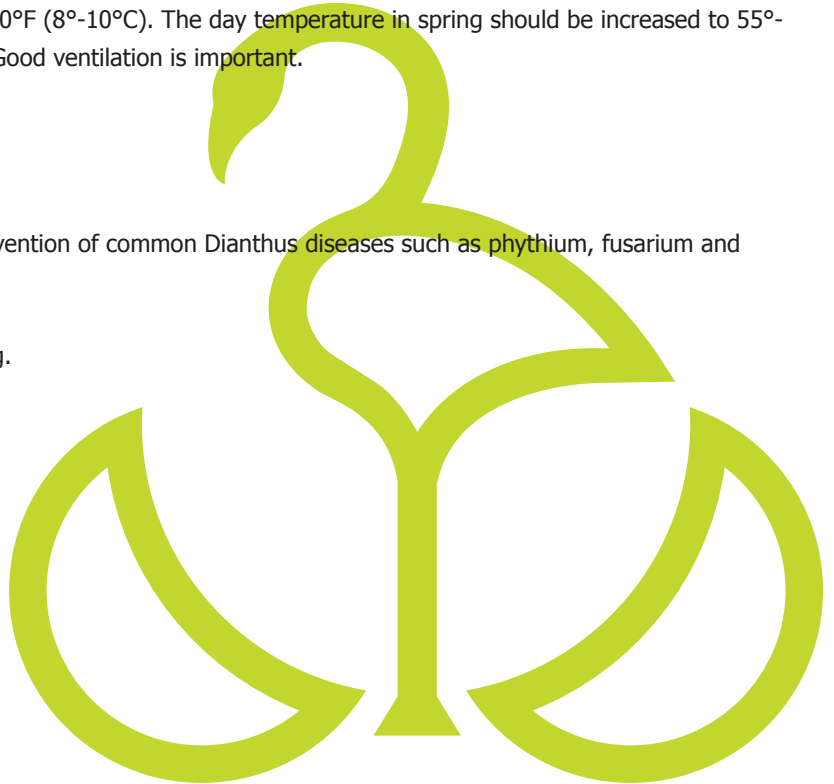 0°F (8°-10°C). The day temperature in spring should be increased to 55°-
Good ventilation is important.
vention of common Dianthus diseases such as phythium, fusarium and
g.